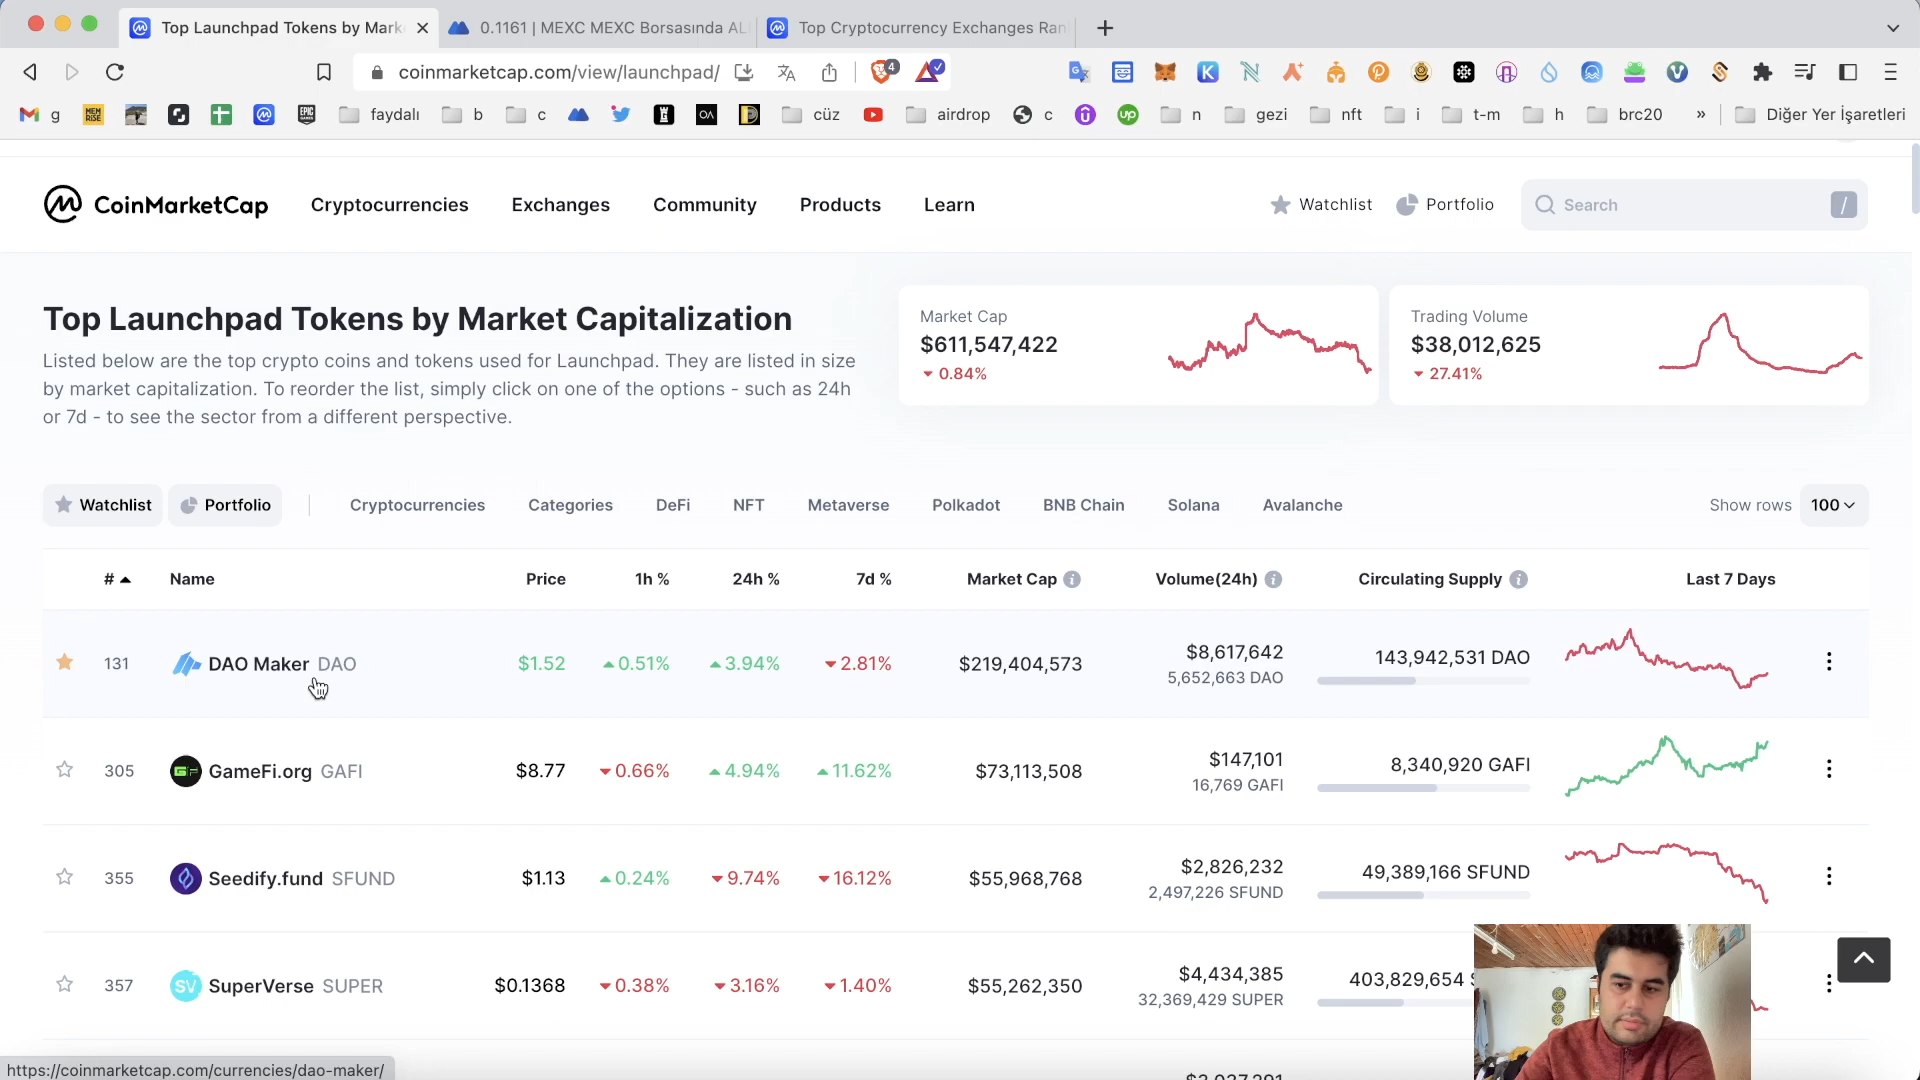 Top Launchpad Tokens by Mark
0.1161 | MEXC MEXC Borsasında AL
Top Cryptocurrency Exchanges Ran
coinmarketcap.com/view/launchpad/
4
g
MEM RISE
EPIC GAMES
faydalı
b
c
OA
cüz
airdrop
c
up
n
gezi
nft
i
t-m
h
brc20
»
Diğer Yer İşaretleri
CoinMarketCap
Cryptocurrencies
Exchanges
Community
Products
Learn
Watchlist
Portfolio
Search
/
Top Launchpad Tokens by Market Capitalization
Listed below are the top crypto coins and tokens used for Launchpad. They are listed in size
by market capitalization. To reorder the list, simply click on one of the options - such as 24h
or 7d - to see the sector from a different perspective.
Market Cap
$611,547,422
0.84%
Trading Volume
$38,012,625
27.41%
Watchlist
Portfolio
Cryptocurrencies
Categories
DeFi
NFT
Metaverse
Polkadot
BNB Chain
Solana
Avalanche
Show rows
100
# Name Price 1h % 24h % 7d % Market Cap Volume(24h) Circulating Supply Last 7 Days
131 DAO Maker DAO $1.52 0.51% 3.94% 2.81% $219,404,573 $8,617,642 143,942,531 DAO
5,652,663 DAO
305 GameFi.org GAFI $8.77 0.66% 4.94% 11.62% $73,113,508 $147,101 8,340,920 GAFI
16,769 GAFI
355 Seedify.fund SFUND $1.13 0.24% 9.74% 16.12% $55,968,768 $2,826,232 49,389,166 SFUND
2,497,226 SFUND
357 SV SuperVerse SUPER $0.1368 0.38% 3.16% 1.40% $55,262,350 $4,434,385 403,829,654
32,369,429 SUPER
https://coinmarketcap.com/currencies/dao-maker/